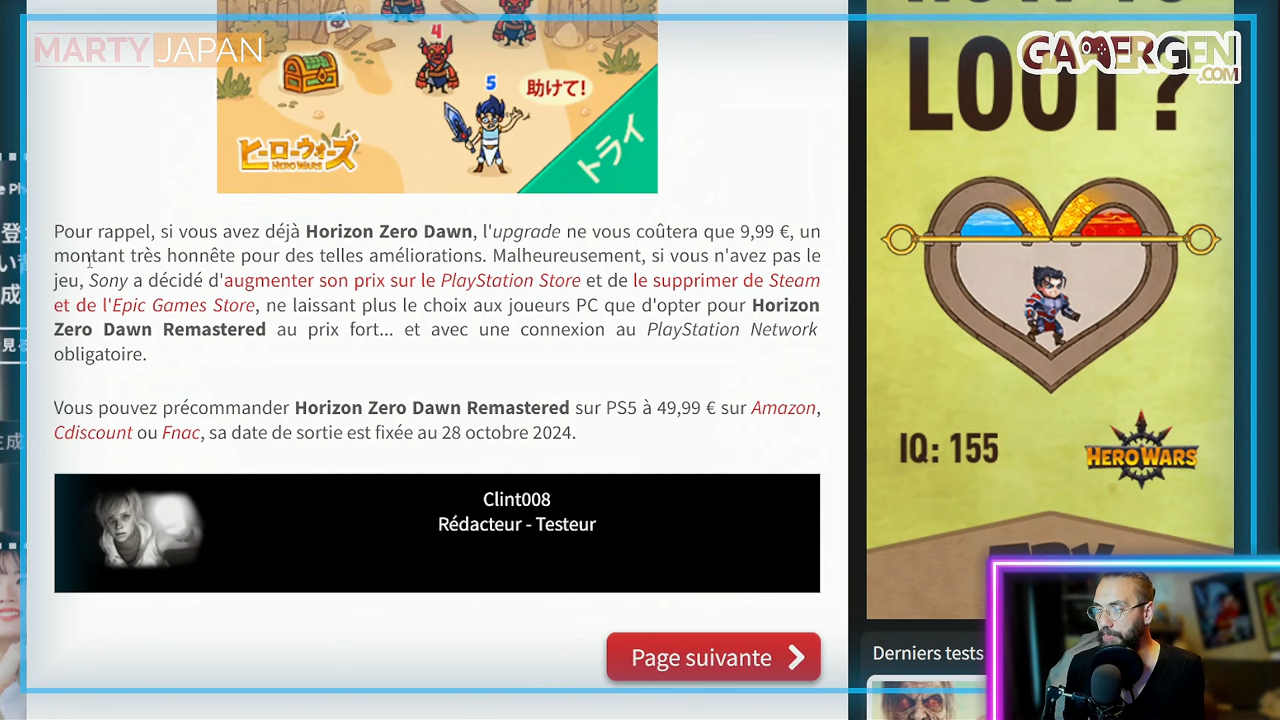 MARTY JAPAN
GAMERGEN
.COM
4
5
助けて!
ヒーローウォーズ
HERO WARS
トライ
LOOT?
IQ: 155
HERO WARS
Pour rappel, si vous avez déjà Horizon Zero Dawn, l'upgrade ne vous coûtera que 9,99 €, un
montant très honnête pour des telles améliorations. Malheureusement, si vous n'avez pas le
jeu, Sony a décidé d'augmenter son prix sur le PlayStation Store et de le supprimer de Steam
et de l'Epic Games Store, ne laissant plus le choix aux joueurs PC que d'opter pour Horizon
Zero Dawn Remastered au prix fort... et avec une connexion au PlayStation Network
obligatoire.
Vous pouvez précommander Horizon Zero Dawn Remastered sur PS5 à 49,99 € sur Amazon,
Cdiscount ou Fnac, sa date de sortie est fixée au 28 octobre 2024.
Clint008
Rédacteur - Testeur
Page suivante
Derniers tests